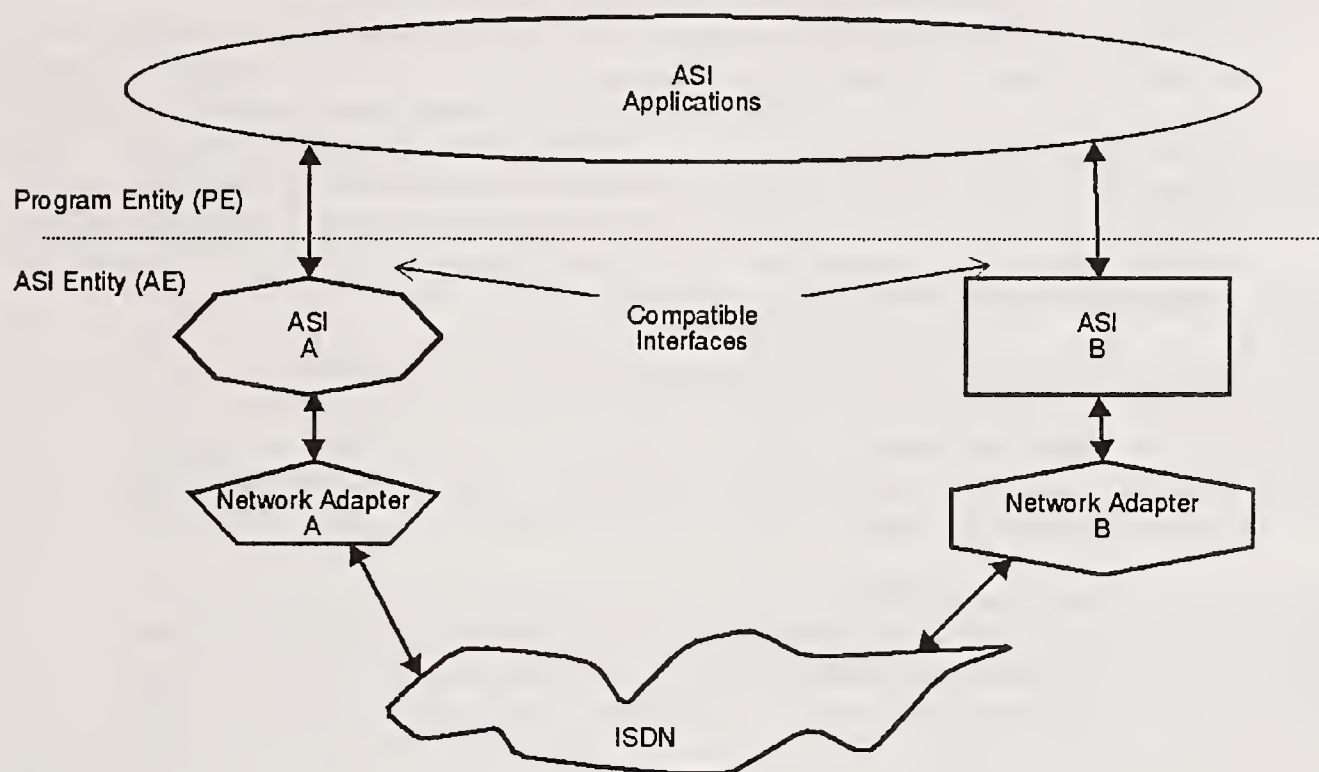 ASI
Applications
Program Entity (PE)
ASI Entity (AE)
ASI
A
Compatible
Interfaces
ASI
B
Network Adapter
A
Network Adapter
B
ISDN